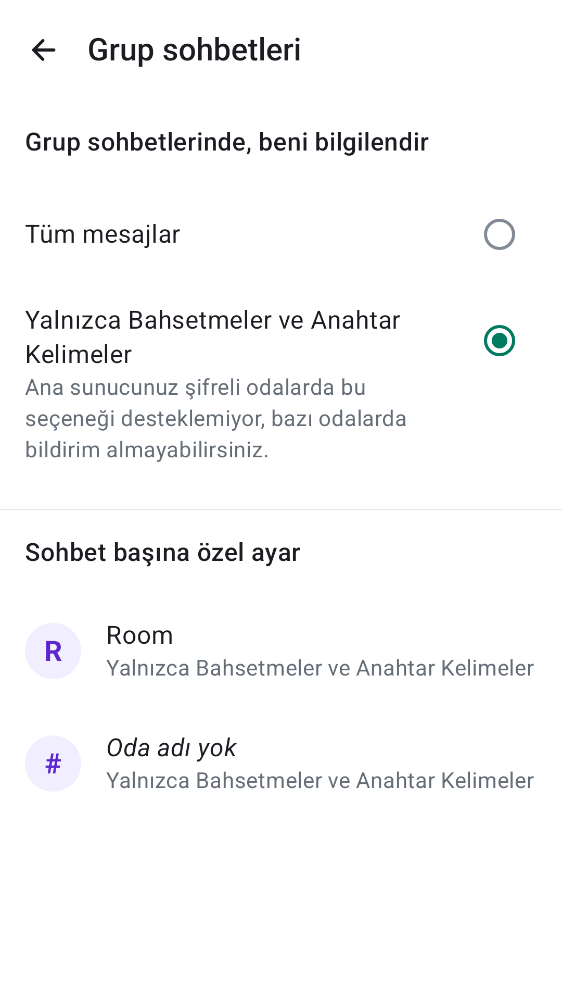 Grup sohbetleri
Grup sohbetlerinde, beni bilgilendir
Tüm mesajlar
Yalnızca Bahsetmeler ve Anahtar
Kelimeler
Ana sunucunuz şifreli odalarda bu
seçeneği desteklemiyor, bazı odalarda
bildirim almayabilirsiniz.
Sohbet başına özel ayar
R
Room
Yalnızca Bahsetmeler ve Anahtar Kelimeler
#
Oda adı yok
Yalnızca Bahsetmeler ve Anahtar Kelimeler